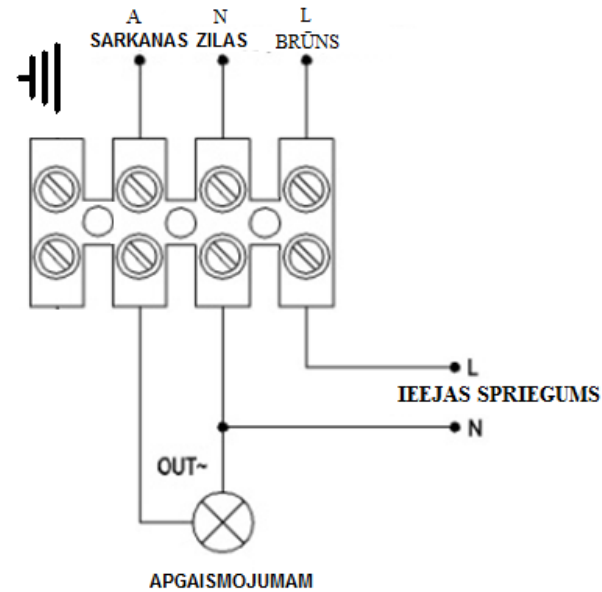 A N L
SARKANAS ZILAS BRŪNS
L
IEEJAS SPRIEGUMS
N
OUT~
APGAISMOJUMAM